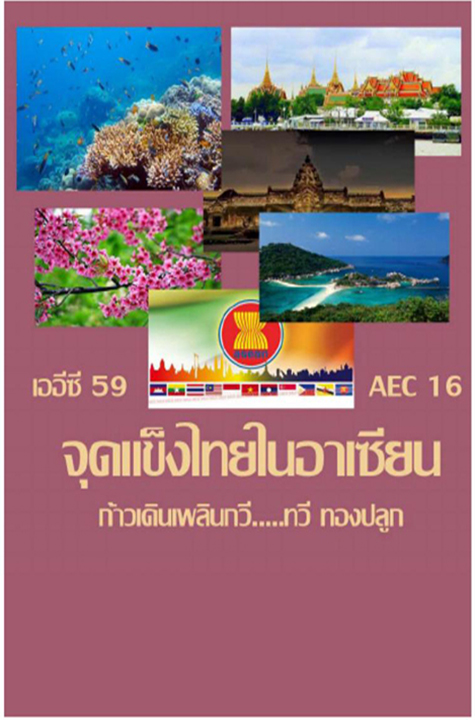 asean
เออีซี 59
AEC 16
จุดแข็งไทยในอาเซียน
ก้าวเดินเพลินกวี.....ทวี ทองปลูก